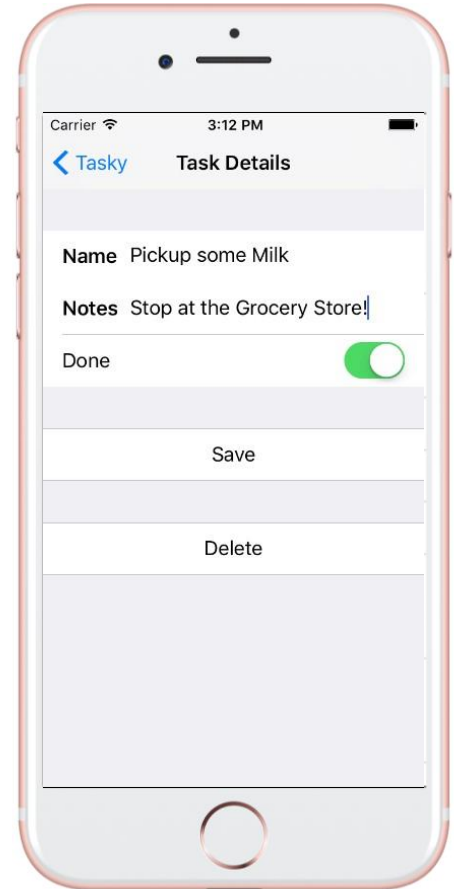 Carrier 3:12 PM
Tasky Task Details
Name Pickup some Milk
Notes Stop at the Grocery Store!
Done
Save
Delete